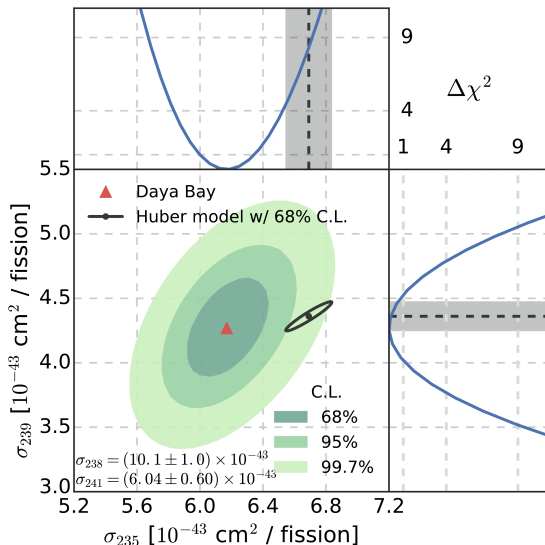 9
4
Δχ²
1 4 9
5.5
5.0
4.5
4.0
3.5
3.0
σ₂₃₉ [10⁻⁴³ cm² / fission]
Daya Bay
Huber model w/ 68% C.L.
C.L.
68%
95%
99.7%
σ₂₃₈ = (10.1 ± 1.0) × 10⁻⁴³
σ₂₄₁ = (6.04 ± 0.60) × 10⁻⁴³
5.2 5.6 6.0 6.4 6.8 7.2
σ₂₃₅ [10⁻⁴³ cm² / fission]